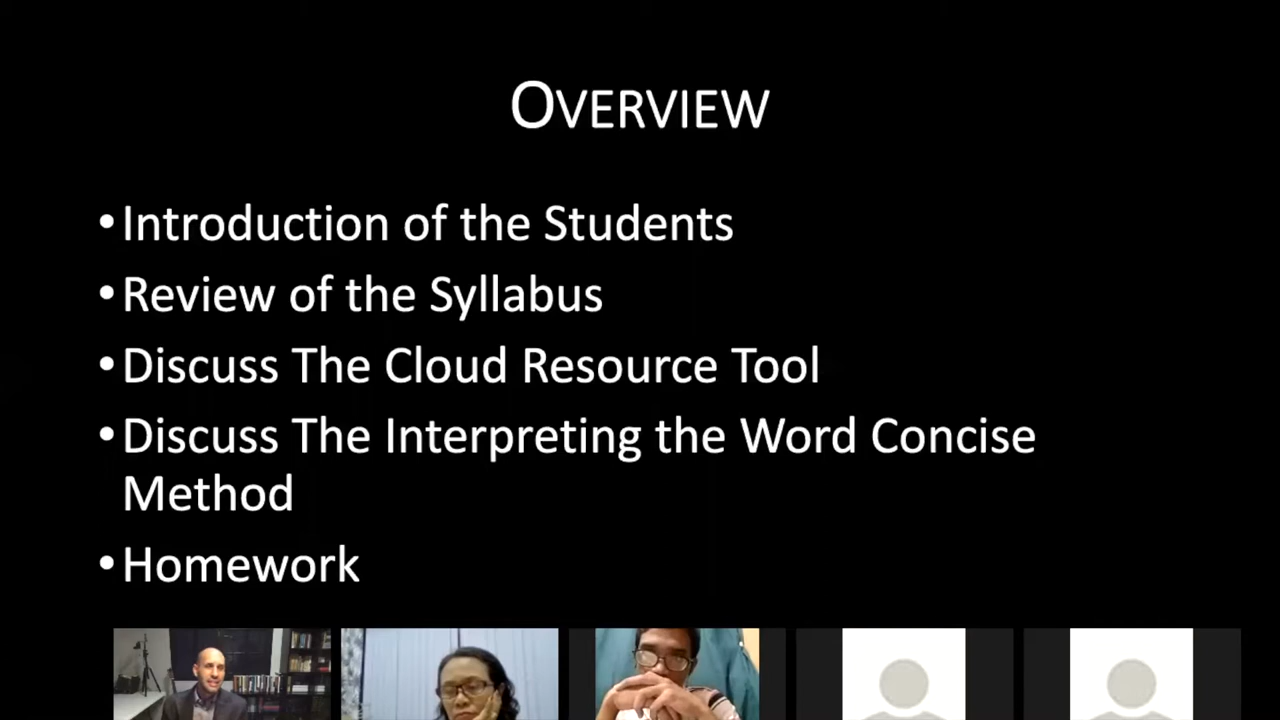 OVERVIEW
• Introduction of the Students
• Review of the Syllabus
• Discuss The Cloud Resource Tool
• Discuss The Interpreting the Word Concise
Method
• Homework